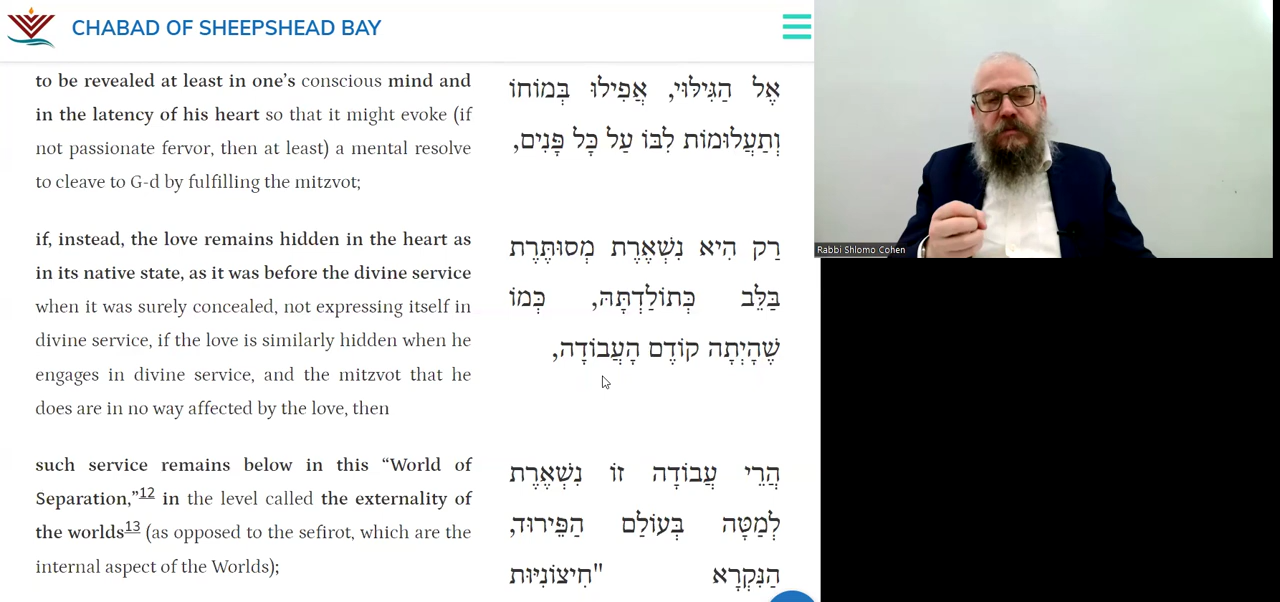 CHABAD OF SHEEPSHEAD BAY
to be revealed at least in one’s conscious mind and
in the latency of his heart so that it might evoke (if
not passionate fervor, then at least) a mental resolve
to cleave to G-d by fulfilling the mitzvot;
אֶל הַגִּילּוּי, אֲפִילּוּ בְּמוֹחוֹ
וְתַעֲלוּמוֹת לִבּוֹ עַל כָּל פָּנִים,
if, instead, the love remains hidden in the heart as
in its native state, as it was before the divine service
when it was surely concealed, not expressing itself in
divine service, if the love is similarly hidden when he
engages in divine service, and the mitzvot that he
does are in no way affected by the love, then
רַק הִיא נִשְׁאֶרֶת מְסוּתֶּרֶת
בַּלֵּב כְּתוֹלַדְתָּהּ, כְּמוֹ
שֶׁהָיְתָה קוֹדֶם הָעֲבוֹדָה,
such service remains below in this “World of
Separation,”12 in the level called the externality of
the worlds13 (as opposed to the sefirot, which are the
internal aspect of the Worlds);
הֲרֵי עֲבוֹדָה זוֹ נִשְׁאֶרֶת
לְמַטָּה בְּעוֹלַם הַפֵּירוּד,
הַנִּקְרָא "חִיצוֹנִיּוּת
Rabbi Shlomo Cohen